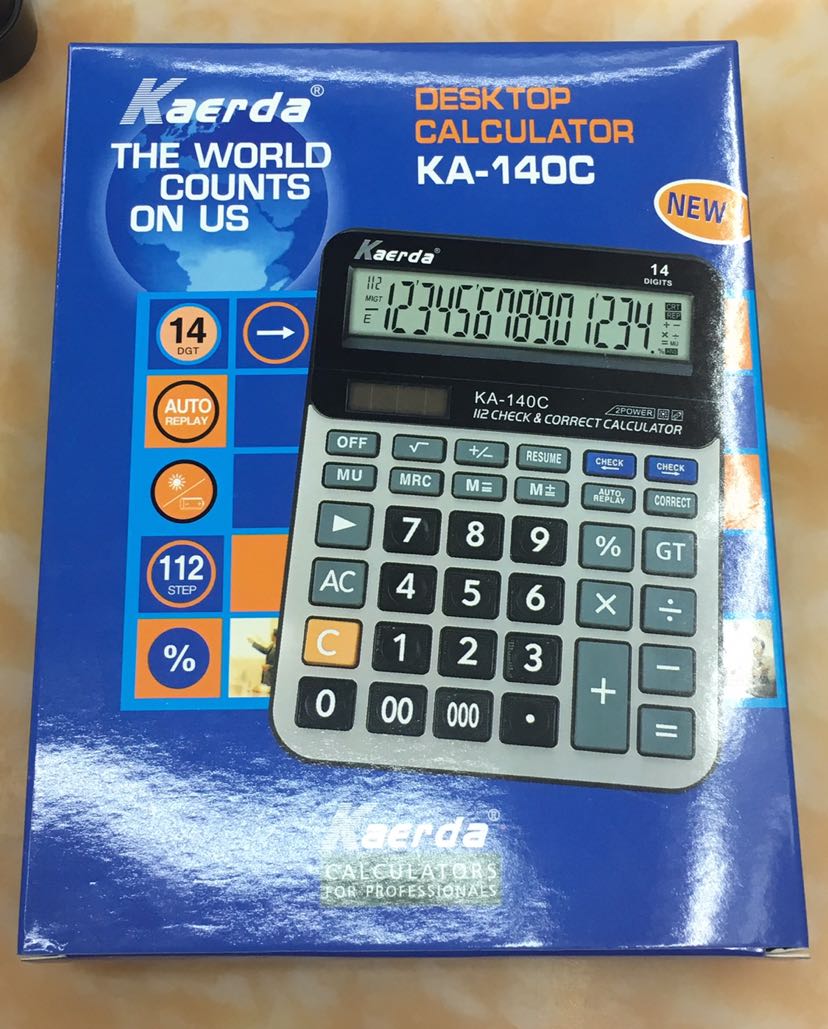 Kaerda®
THE WORLD
COUNTS
ON US
DESKTOP
CALCULATOR
KA-140C
NEW
14
DGT
→
AUTO
REPLAY
112
STEP
%
Kaerda®
14
DIGITS
112
MIGT
E
12345678901234.
KA-140C
2POWER
112 CHECK & CORRECT CALCULATOR
OFF √ +/− RESUME CHECK ← CHECK →
MU MRC M= M± AUTO REPLAY CORRECT
▶ 7 8 9 % GT
AC 4 5 6 × ÷
C 1 2 3 + −
0 00 000 • =
Kaerda®
CALCULATORS
FOR PROFESSIONALS